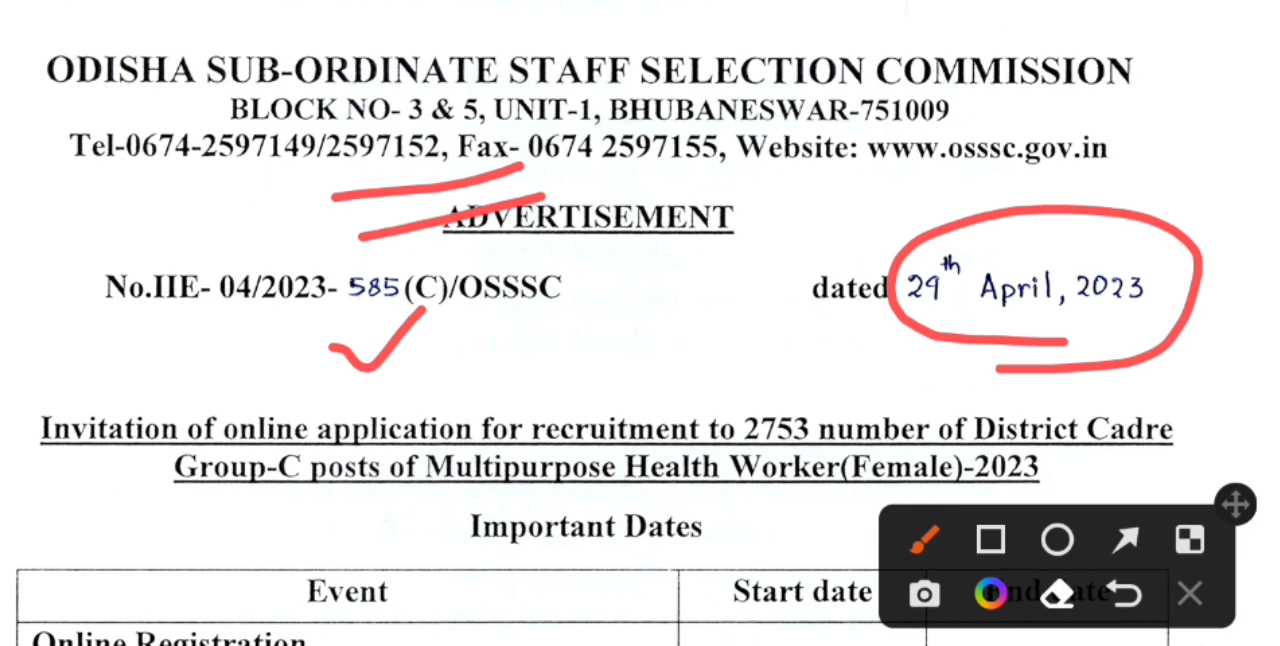 ODISHA SUB-ORDINATE STAFF SELECTION COMMISSION
BLOCK NO- 3 & 5, UNIT-1, BHUBANESWAR-751009
Tel-0674-2597149/2597152, Fax- 0674 2597155, Website: www.osssc.gov.in
ADVERTISEMENT
No.IIE- 04/2023- 585(C)/OSSSC dated 29th April, 2023
Invitation of online application for recruitment to 2753 number of District Cadre
Group-C posts of Multipurpose Health Worker(Female)-2023
Important Dates
Event Start date End date
Online Registration